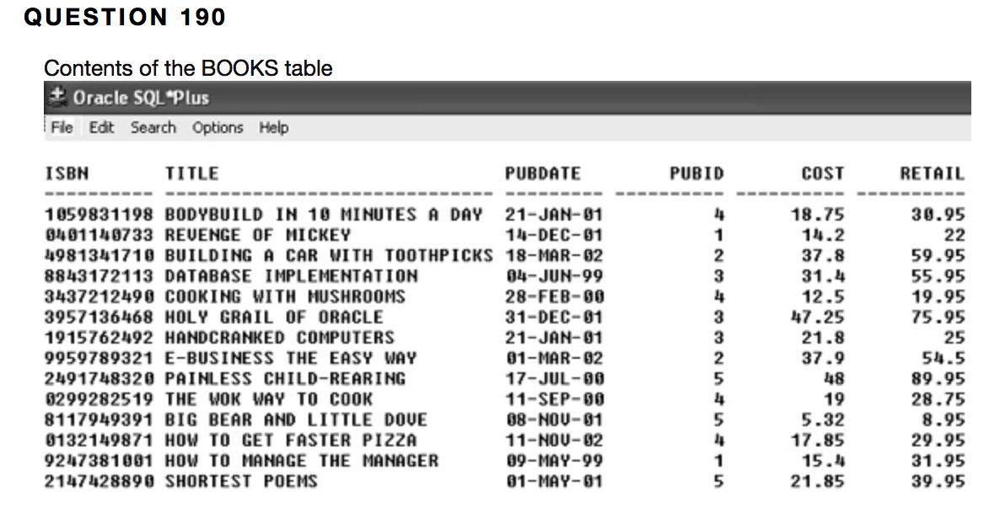 QUESTION 190
Contents of the BOOKS table
Oracle SQL*Plus
File Edit Search Options Help
ISBN TITLE PUBDATE PUBID COST RETAIL
---------- ------------------------------ --------- ---------- ---------- ----------
1059831198 BODYBUILD IN 10 MINUTES A DAY 21-JAN-01 4 18.75 30.95
0401140733 REVENGE OF MICKEY 14-DEC-01 1 14.2 22
4981341710 BUILDING A CAR WITH TOOTHPICKS 18-MAR-02 2 37.8 59.95
8843172113 DATABASE IMPLEMENTATION 04-JUN-99 3 31.4 55.95
3437212490 COOKING WITH MUSHROOMS 28-FEB-00 4 12.5 19.95
3957136468 HOLY GRAIL OF ORACLE 31-DEC-01 3 47.25 75.95
1915762492 HANDCRANKED COMPUTERS 21-JAN-01 3 21.8 25
9959789321 E-BUSINESS THE EASY WAY 01-MAR-02 2 37.9 54.5
2491748320 PAINLESS CHILD-REARING 17-JUL-00 5 48 89.95
0299282519 THE WOK WAY TO COOK 11-SEP-00 4 19 28.75
8117949391 BIG BEAR AND LITTLE DOVE 08-NOV-01 5 5.32 8.95
0132149871 HOW TO GET FASTER PIZZA 11-NOV-02 4 17.85 29.95
9247381001 HOW TO MANAGE THE MANAGER 09-MAY-99 1 15.4 31.95
2147428890 SHORTEST POEMS 01-MAY-01 5 21.85 39.95